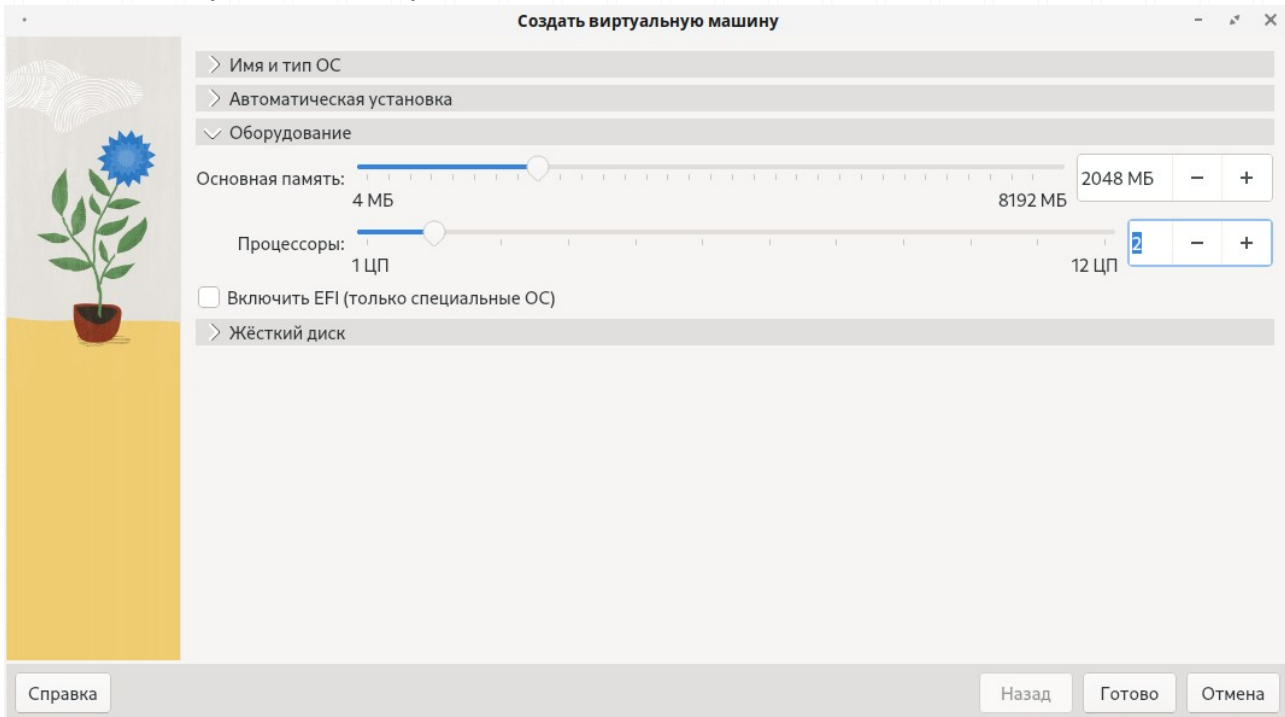 Создать виртуальную машину
Имя и тип ОС
Автоматическая установка
Оборудование
Основная память:
2048 МБ
4 МБ
8192 МБ
Процессоры:
2
1 ЦП
12 ЦП
Включить EFI (только специальные ОС)
Жёсткий диск
Справка
Назад
Готово
Отмена